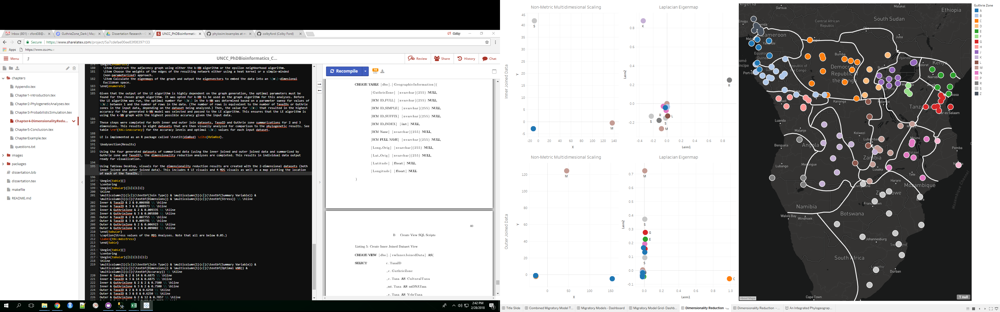 Inbox (801) - cford38@u
GuthrieZone_Dark | Map
Dissertation Research - G
UNCC_PhDBioinformatic
phylosim/examples at m
colbyford (Colby Ford)
Colby
Secure | https://www.sharelatex.com/project/5a7cdefae00ee83f08397133
Apps
https://www.cs.cmu.e
Menu
UNCC_PhDBioinformatics_C...
Review
Share
History
Chat
chapters
Appendix.tex
Chapter1-Introduction.tex
Chapter2-PhylogeneticAnalyses.tex
Chapter3-ProbabilisticSimulation.tex
Chapter4-DimensionalityRedu...
Chapter5-Conclusion.tex
ChapterExample.tex
questions.txt
images
packages
dissertation.bib
dissertation.tex
makefile
README.md
179 \begin{enumerate}
180 \item Construct the adjacency graph using either the k-NN algorithm or the epsilon neighborhood algorithm.
181 \item Choose the weights of the edges of the resulting network either using a heat kernel or a simple-minded
(non-parameterized) approach.
182 \item Calculate the eigenmaps of the graph and output the eigenvectors to embed the data into an \(m\)-dimesional
Euclidean space.
183 \end{enumerate}
184
185 Given that the output of the LE algorithm is highly dependent on the graph generation, the optimal parameters must be
found for the chosen graph algorithm. It was opted for k-NN to be used as the graph algorithm for this analyses. Before
the LE algorithm was run, the optimal number for \(k\) in the k-NN was determined based on a parameter sweep for values of
\(k\) between 1 and the number of rows in the data. (The number of rows is equivalent to the number of TaxaIDs or Guthrie
zones in the input data, depending on the dataset being analyzed.) Then, the value for \(k\) that resulted in the highest
accuracy for the generated k-NN model was selected and passed to the LE algorithm. This ensures that the LE algorithm is
using the k-NN graph with the highest possible accuracy given the input data.
186
187 These steps were completed for both inner and outer join datasets, TaxaID and Guthrie zone summarizations for 2 and 3
dimensions. This results in eight datasets that are then visually analyzed for comparison to the phylogenetic results. See
table \ref{tbl:leaccuracy} for the accuracy levels and optimal \(k\) values for each input dataset.
188
189 LE is implemented as an R package called \textit{dimRed} \cite{RdimRed}.
190
191 \bodysection{Results}
192
193 Using the four generated datasets of summarized data (using the inner joined and outer joined data and summarized by
Guthrie zone and TaxaID), the dimensionality reduction analyses are completed. This results in individual data output
ready for visualization.
194
195 Using Tableau Desktop, visuals for the dimensionality reduction results are created with the 2-dimensional datasets (both
inner joined and outer joined data). This includes 4 LE visuals and 4 MDS visuals as well as a map plotting the location
of each of the TaxaIDs.
196
197 \begin{table}[]
198 \centering
199 \begin{tabular}{|l|l|l|l|}
200 \hline
201 \multicolumn{1}{|c|}{\textbf{Join Type}} & \multicolumn{1}{c|}{\textbf{Summary Variable}} &
\multicolumn{1}{c|}{\textbf{Dimensions}} & \multicolumn{1}{c|}{\textbf{Stress}} \\ \hline
202 Inner & TaxaID & 2 & 0.006988 \\ \hline
203 Inner & TaxaID & 3 & 0.008973 \\ \hline
204 Inner & GuthrieZone & 2 & 0.009335 \\ \hline
205 Inner & GuthrieZone & 3 & 0.005880 \\ \hline
206 Outer & TaxaID & 2 & 0.007755 \\ \hline
207 Outer & TaxaID & 3 & 0.009791 \\ \hline
208 Outer & GuthrieZone & 2 & 0.006923 \\ \hline
209 Outer & GuthrieZone & 3 & 0.009002 \\ \hline
210 \end{tabular}
211 \caption{Stress values of the MDS Analyses. Note that all are below 0.05.}
212 \label{tbl:mdsstress}
213 \end{table}
214
215 \begin{table}[]
216 \centering
217 \begin{tabular}{|l|l|l|l|l|}
218 \hline
219 \multicolumn{1}{|c|}{\textbf{Join Type}} & \multicolumn{1}{c|}{\textbf{Summary Variable}} &
\multicolumn{1}{c|}{\textbf{Dimensions}} & \multicolumn{1}{c|}{\textbf{Optimal kNN}} &
\multicolumn{1}{c|}{\textbf{Accuracy}} \\ \hline
220 Inner & TaxaID & 2 & 14 & 0.6875 \\ \hline
221 Inner & TaxaID & 3 & 14 & 0.6875 \\ \hline
222 Inner & GuthrieZone & 2 & 2 & 0.7500 \\ \hline
223 Inner & GuthrieZone & 3 & 2 & 0.7500 \\ \hline
224 Outer & TaxaID & 2 & 8 & 0.6250 \\ \hline
225 Outer & TaxaID & 3 & 8 & 0.6250 \\ \hline
226 Outer & GuthrieZone & 2 & 12 & 0.7857 \\ \hline
Recompile
14
CREATE TABLE [dbo].[GeographicInformation](
[GuthrieZone] [nvarchar](255) NULL,
[BCM ID_FULL] [nvarchar](255) NULL,
[BCM ID_SIMPLE] [nvarchar](255) NULL,
[BCM ID_SUFFIX] [nvarchar](255) NULL,
[BCM ID_INDEX] [int] NULL,
[BCM Name] [nvarchar](255) NULL,
[BCM FULL NAME] [nvarchar](255) NULL,
[Long_Orig] [nvarchar](255) NULL,
[Lat_Orig] [nvarchar](255) NULL,
[Latitude] [float] NULL,
[Longitude] [float] NULL
)
40
B Create View SQL Scripts
Listing 5: Create Inner Joined Dataset View
CREATE VIEW [dbo].[vwInnerJoinedData] AS(
SELECT c.TaxaID
,c.GuthrieZone
,c.Taxa AS CulturalTaxa
,mt.Taxa AS mtDNATaxa
,y.Taxa AS YchrTaxa
2:42 PM
2/28/2018
Non-Metric Multidimesional Scaling
Inner Joined Data
Y
45
40
35
30
25
20
15
10
5
0
-5
S
M
-20 0 20 40 60 80 100 120 140
X
Laplacian Eigenmap
Leim2
0.8
0.6
0.4
0.2
0.0
-0.2
K
R
R
L
S
S
M
-0.4 -0.2 0.0 0.2 0.4 0.6 0.8
Leim1
Non-Metric Multidimesional Scaling
Outer Joined Data
Y
120
100
80
60
40
20
0
M
0 50 100 150
X
Laplacian Eigenmap
Leim2
0.7
0.6
0.5
0.4
0.3
0.2
0.1
0.0
-0.1
M
S
G
E
S
C
0.0 0.2 0.4 0.6 0.8 1.0
Leim1
Nigeria
Garoua
Malakal
Ethiopia
South Sudan
Central African
Republic
Enugu
Cameroon
Yaounde
Juba
Bumba
Equatorial
Guinea
Uganda
Eldoret
Kenya
Republic of
the Congo
Democratic
Republic of
the Congo
Nairobi
Burundi
Kananga
Kalemie
Tanzania
Dar es Salaam
Luanda
Malanje
Kolwezi
Mzuzu
Lubumbashi
Benguela
Angola
Malawi
Pemba
Zambia
Lubango
Menongue
Lusaka
Tete
Harare
Livingstone
Mozambique
Zimbabwe
Francistown
Beira
Namibia
Botswana
Walvis Bay
Windhoek
Mozambique Channel
Johannesburg
Swaziland
South Africa
Lesotho
Durban
Cape Town
About Maps
1 null
Guthrie Zone
A
B
C
D
E
F
G
H
J
K
L
M
N
P
R
S
Z
Title Slide
Combined Migratory Model T...
Migratory Models - Dashboard
Migratory Model Grid- Dashb...
Dimensionality Reduction -...
Dimensionality Reduction - ...
An Integrated Phylogeograp...